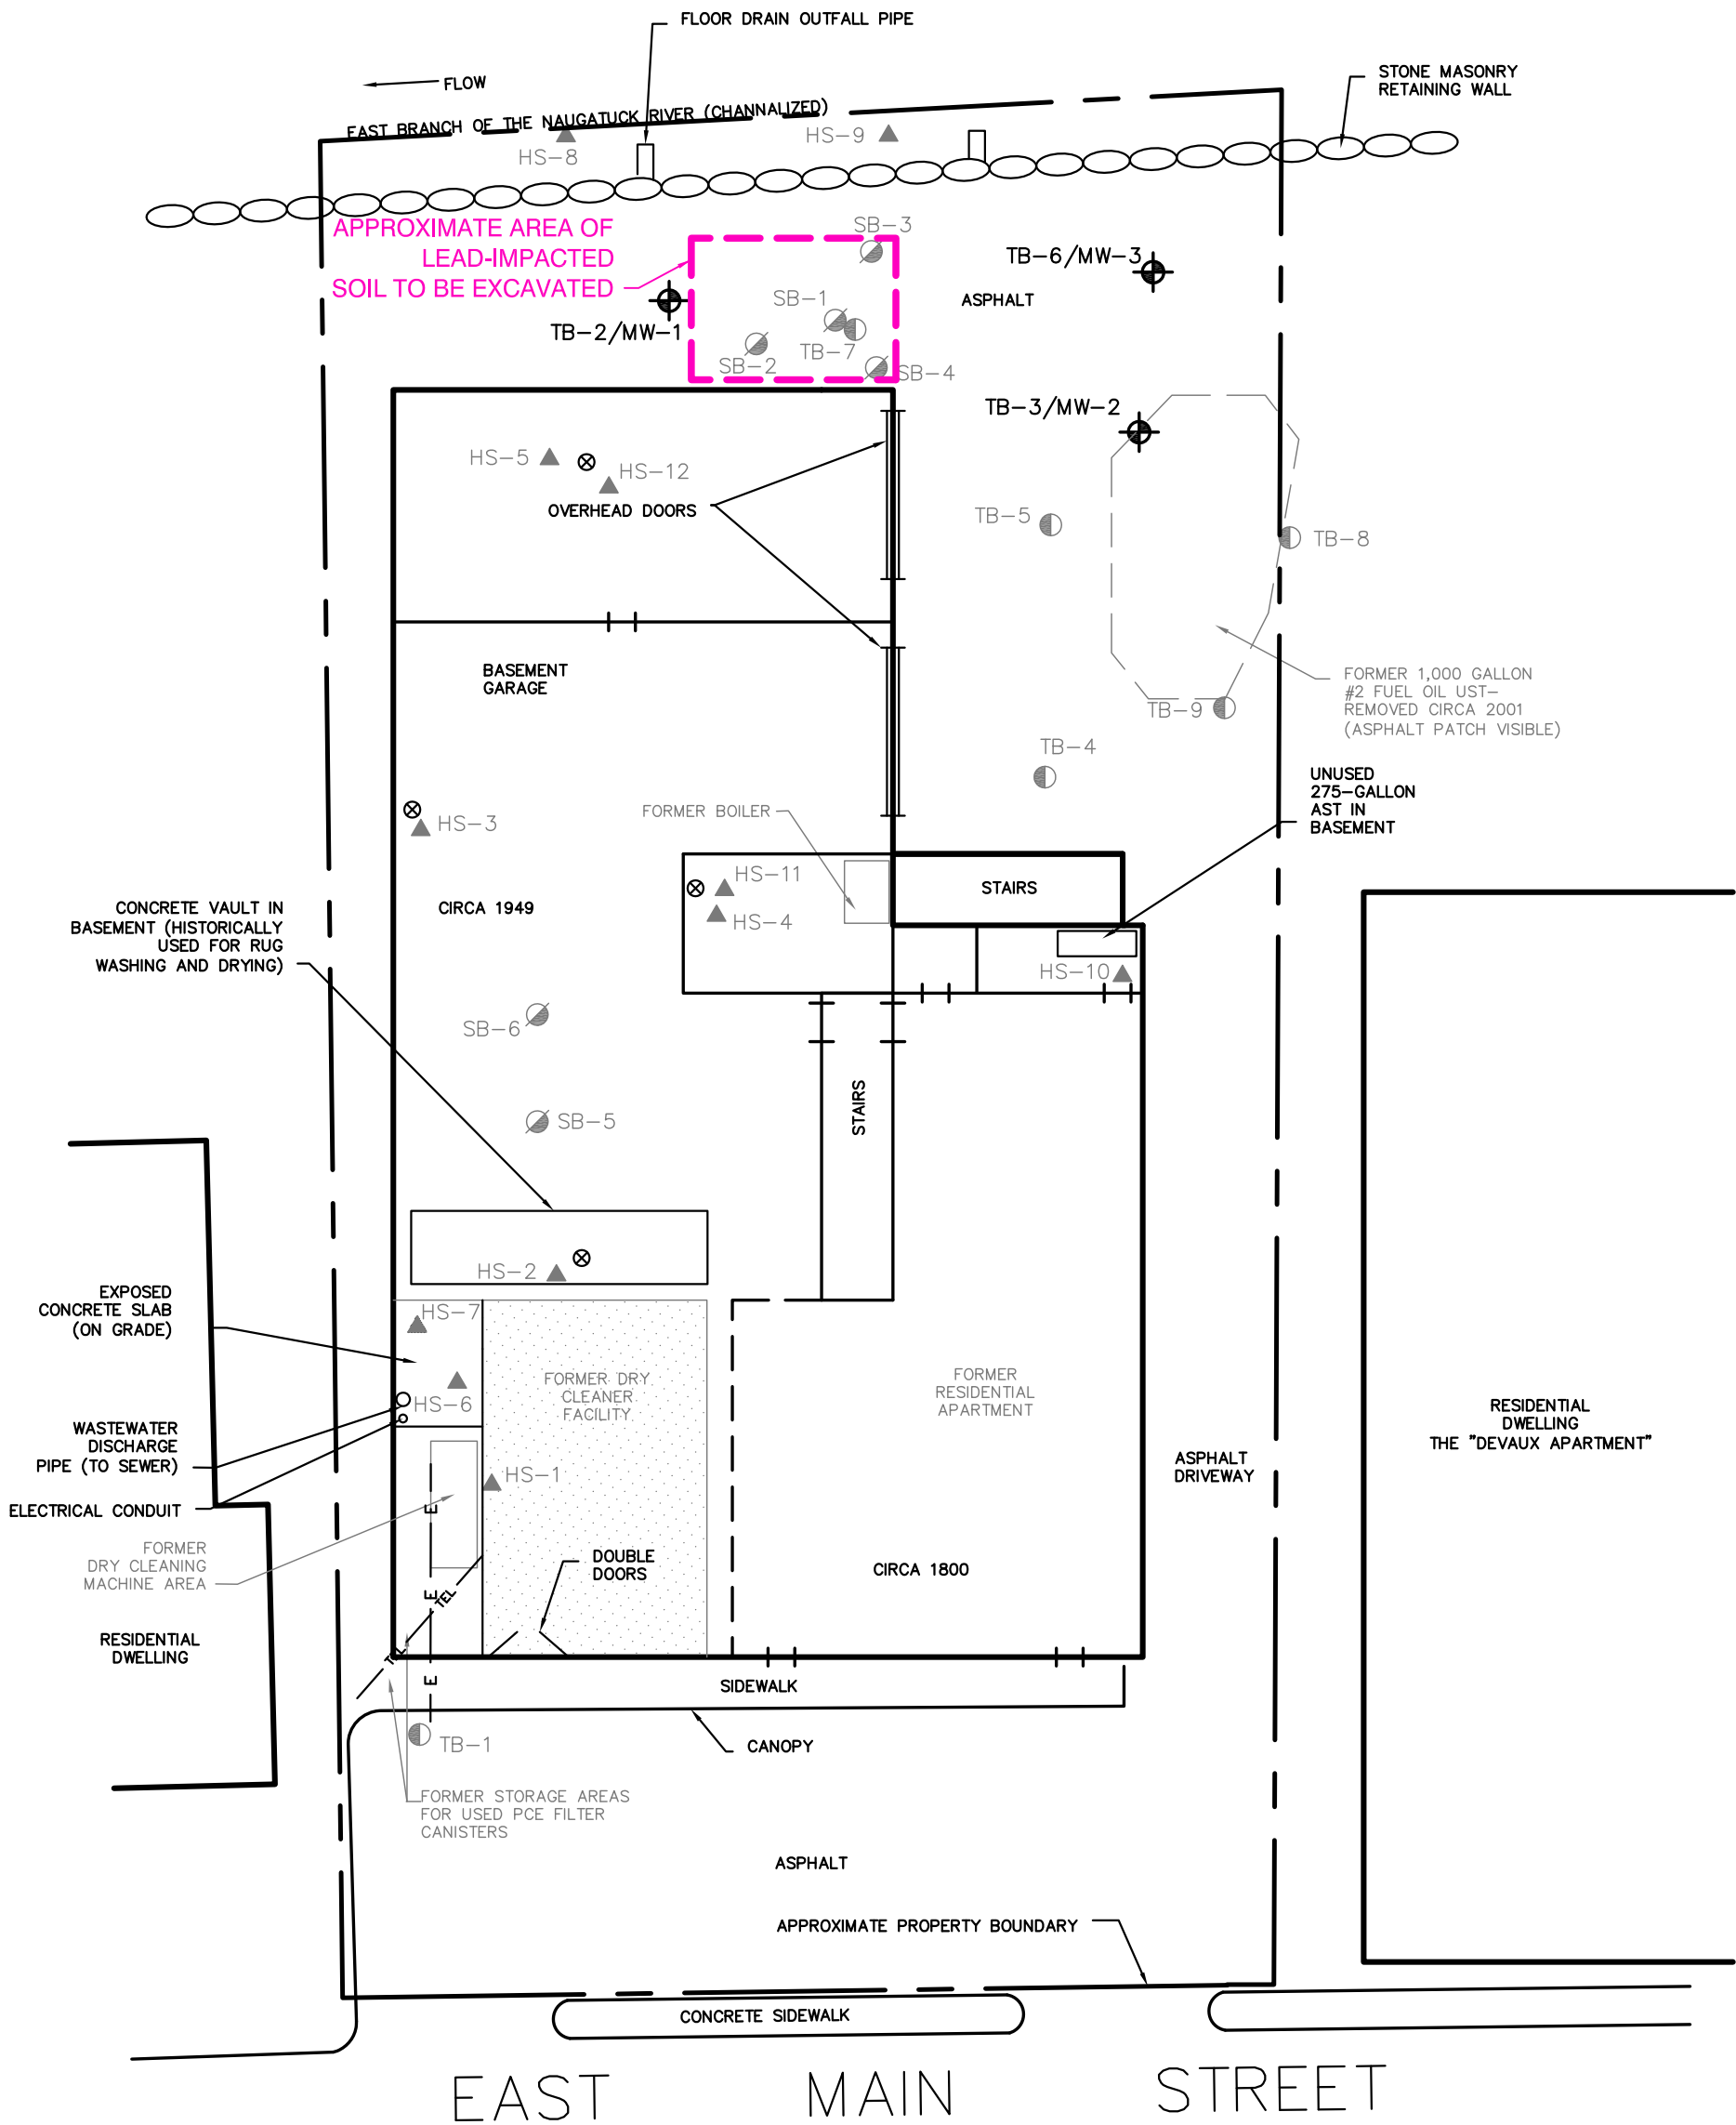 FLOOR DRAIN OUTFALL PIPE
FLOW
STONE MASONRY
RETAINING WALL
EAST BRANCH OF THE NAUGATUCK RIVER (CHANNALIZED)
HS-8
HS-9
APPROXIMATE AREA OF
LEAD-IMPACTED
SOIL TO BE EXCAVATED
SB-3
TB-6/MW-3
SB-1
ASPHALT
TB-2/MW-1
TB-7
SB-2
SB-4
TB-3/MW-2
HS-5
HS-12
OVERHEAD DOORS
TB-5
TB-8
BASEMENT
GARAGE
FORMER 1,000 GALLON
#2 FUEL OIL UST-
REMOVED CIRCA 2001
(ASPHALT PATCH VISIBLE)
TB-9
TB-4
UNUSED
275-GALLON
AST IN
BASEMENT
FORMER BOILER
HS-3
HS-11
STAIRS
CONCRETE VAULT IN
BASEMENT (HISTORICALLY
USED FOR RUG
WASHING AND DRYING)
CIRCA 1949
HS-4
HS-10
SB-6
STAIRS
SB-5
HS-2
EXPOSED
CONCRETE SLAB
(ON GRADE)
HS-7
FORMER DRY
CLEANER
FACILITY
FORMER
RESIDENTIAL
APARTMENT
HS-6
RESIDENTIAL
DWELLING
THE "DEVAUX APARTMENT"
WASTEWATER
DISCHARGE
PIPE (TO SEWER)
ASPHALT
DRIVEWAY
HS-1
ELECTRICAL CONDUIT
E
FORMER
DRY CLEANING
MACHINE AREA
DOUBLE
DOORS
CIRCA 1800
E
TEL
RESIDENTIAL
DWELLING
TEL
E
SIDEWALK
TB-1
CANOPY
FORMER STORAGE AREAS
FOR USED PCE FILTER
CANISTERS
ASPHALT
APPROXIMATE PROPERTY BOUNDARY
CONCRETE SIDEWALK
EAST MAIN STREET